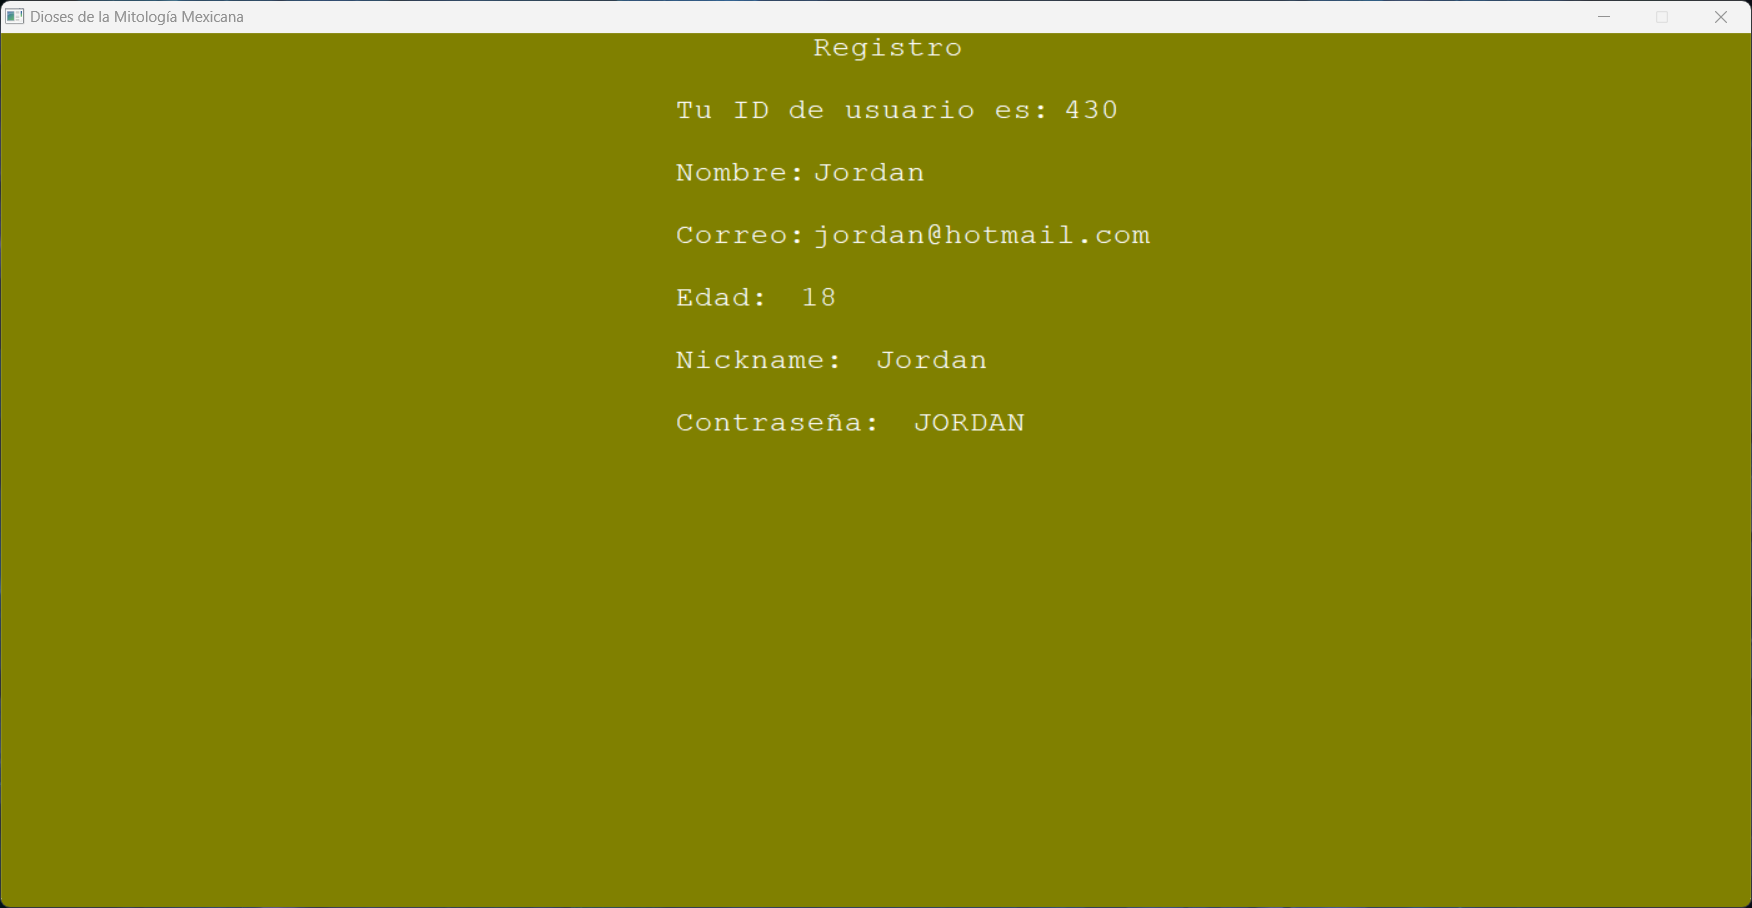 Dioses de la Mitología Mexicana
Registro
Tu ID de usuario es: 430
Nombre: Jordan
Correo: jordan@hotmail.com
Edad: 18
Nickname: Jordan
Contraseña: JORDAN